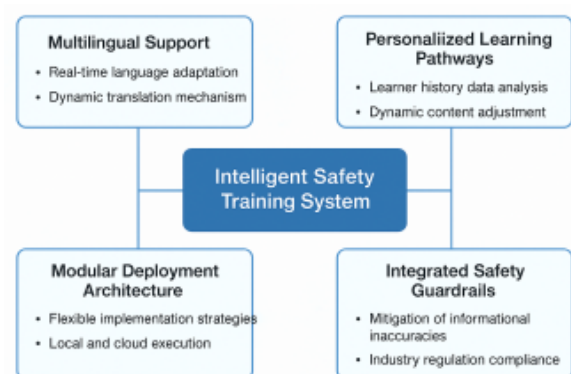 Multilingual Support
• Real-time language adaptation
• Dynamic translation mechanism
Personaliized Learning
Pathways
• Learner history data analysis
• Dynamic content adjustment
Intelligent Safety
Training System
Modular Deployment
Architecture
• Flexible implementation strategies
• Local and cloud execution
Integrated Safety
Guardrails
• Mitigation of informational
inaccuracies
• Industry regulation compliance